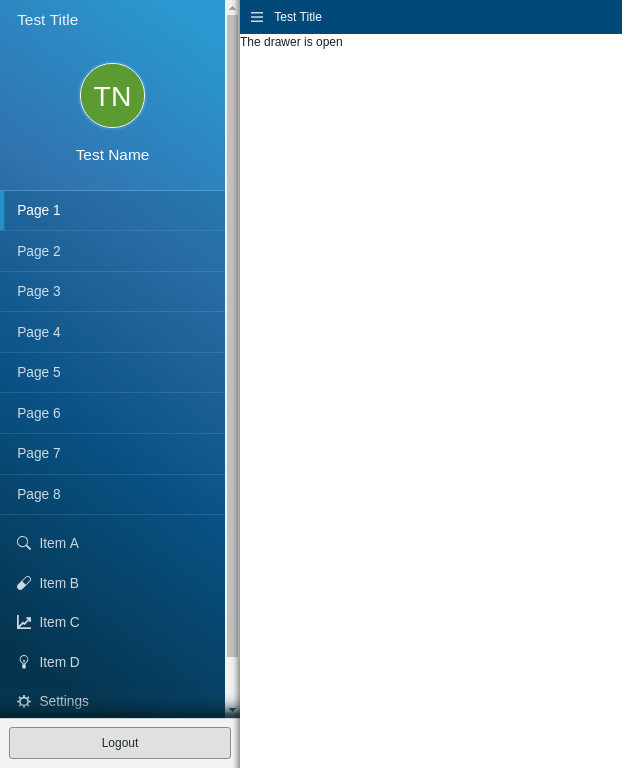 Test Title
TN
Test Name
Page 1
Page 2
Page 3
Page 4
Page 5
Page 6
Page 7
Page 8
Item A
Item B
Item C
Item D
Settings
Logout
Test Title
The drawer is open